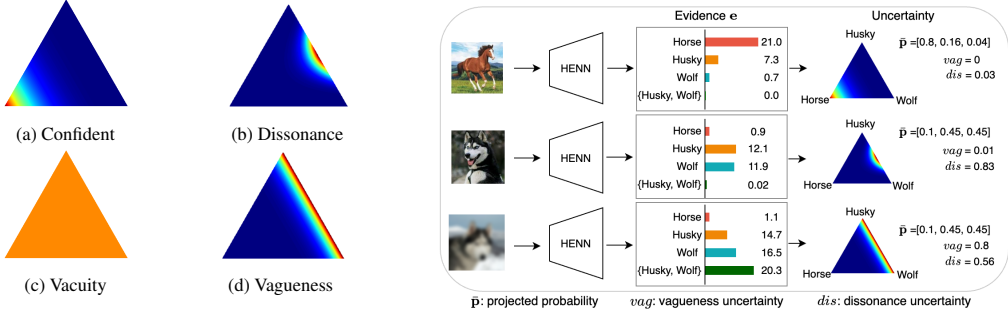 (a) Confident
(b) Dissonance
(c) Vacuity
(d) Vagueness
Evidence e
Uncertainty
HENN
Horse 21.0
Husky 7.3
Wolf 0.7
{Husky, Wolf} 0.0
Husky
Horse
Wolf
p̄ =[0.8, 0.16, 0.04]
vag = 0
dis = 0.03
HENN
Horse 0.9
Husky 12.1
Wolf 11.9
{Husky, Wolf} 0.02
Husky
Horse
Wolf
p̄ =[0.1, 0.45, 0.45]
vag = 0.01
dis = 0.83
HENN
Horse 1.1
Husky 14.7
Wolf 16.5
{Husky, Wolf} 20.3
Husky
Horse
Wolf
p̄ =[0.1, 0.45, 0.45]
vag = 0.8
dis = 0.56
p̄: projected probability
vag: vagueness uncertainty
dis: dissonance uncertainty